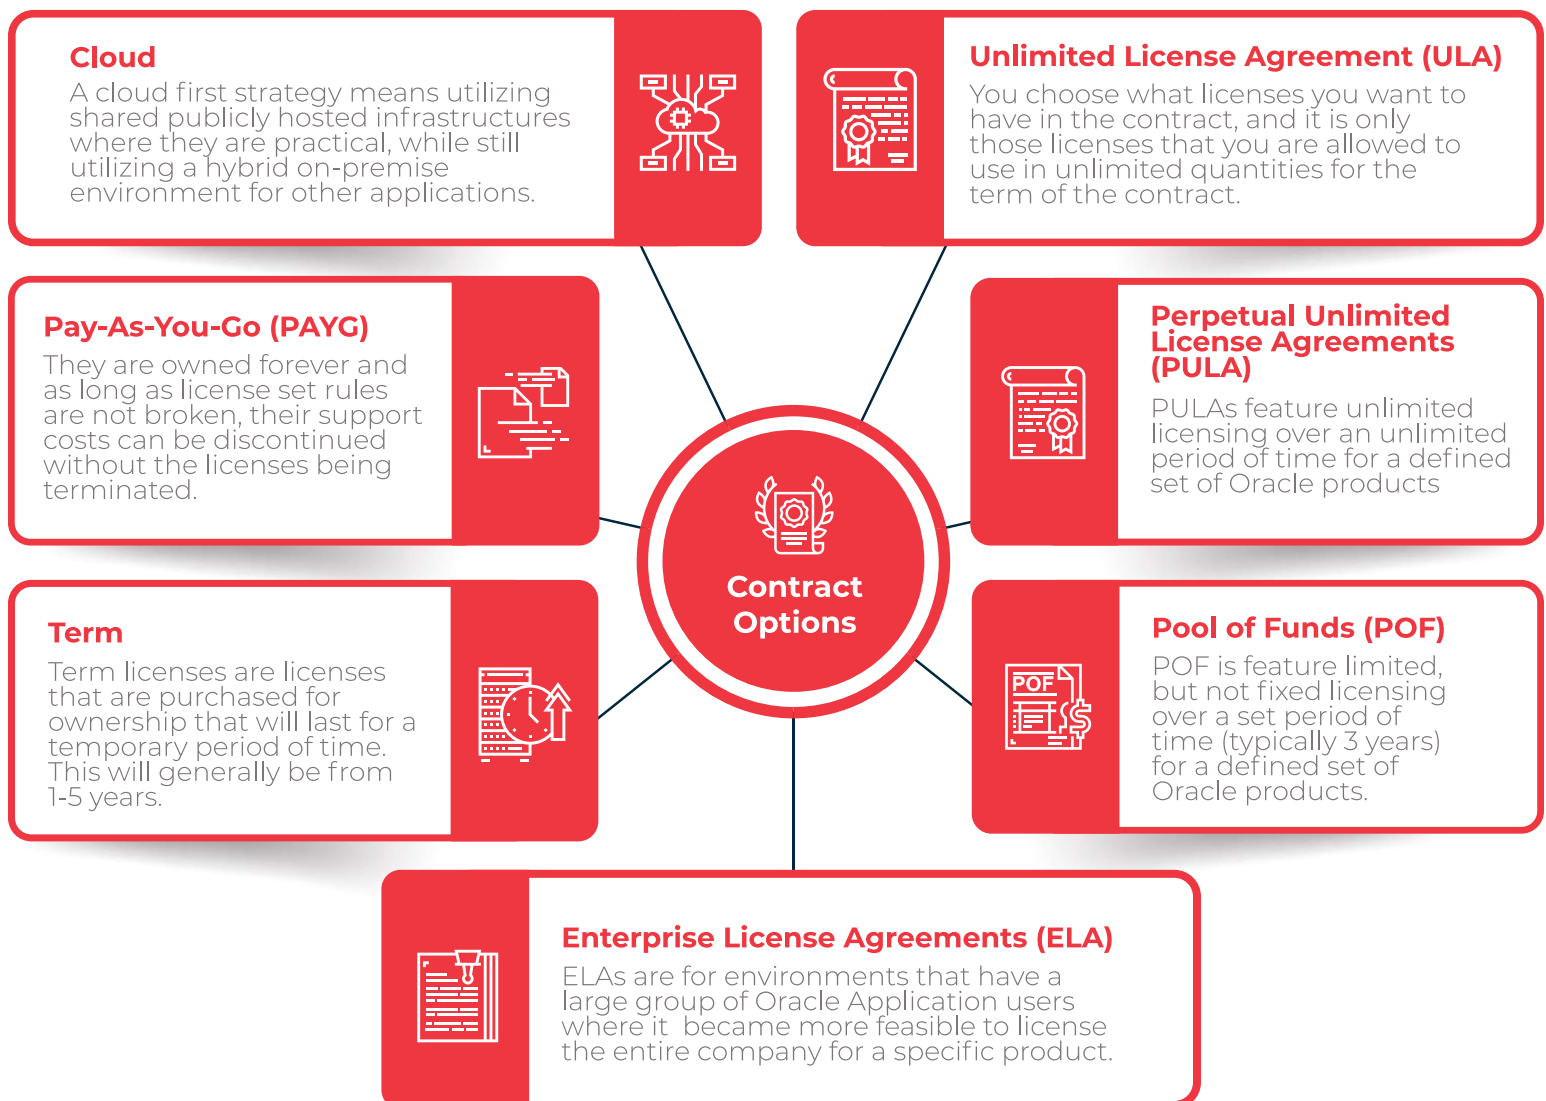 Cloud
A cloud first strategy means utilizing
shared publicly hosted infrastructures
where they are practical, while still
utilizing a hybrid on-premise
environment for other applications.
Unlimited License Agreement (ULA)
You choose what licenses you want to
have in the contract, and it is only
those licenses that you are allowed to
use in unlimited quantities for the
term of the contract.
Pay-As-You-Go (PAYG)
They are owned forever and
as long as license set rules
are not broken, their support
costs can be discontinued
without the licenses being
terminated.
Perpetual Unlimited
License Agreements
(PULA)
PULAs feature unlimited
licensing over an unlimited
period of time for a defined
set of Oracle products
Contract
Options
Term
Term licenses are licenses
that are purchased for
ownership that will last for a
temporary period of time.
This will generally be from
1-5 years.
POF
Pool of Funds (POF)
POF is feature limited,
but not fixed licensing
over a set period of
time (typically 3 years)
for a defined set of
Oracle products.
Enterprise License Agreements (ELA)
ELAs are for environments that have a
large group of Oracle Application users
where it became more feasible to license
the entire company for a specific product.